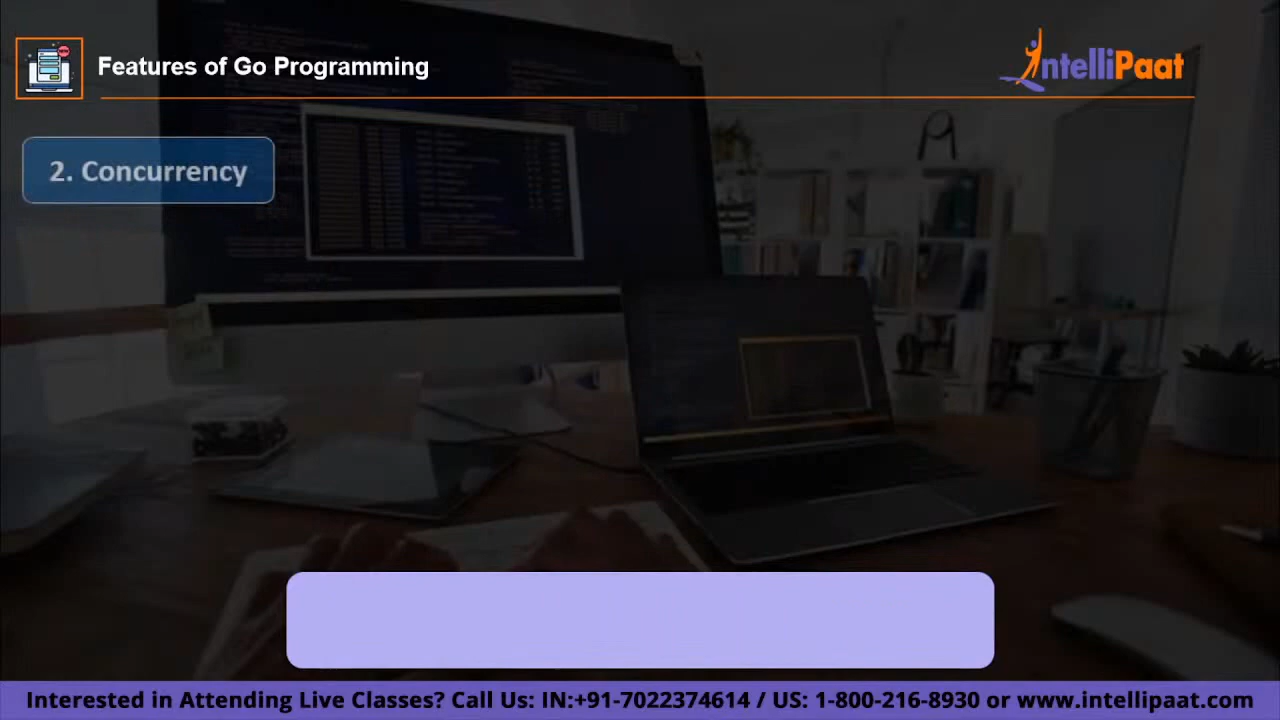 Features of Go Programming
IntelliPaat
2. Concurrency
Interested in Attending Live Classes? Call Us: IN:+91-7022374614 / US: 1-800-216-8930 or www.intellipaat.com